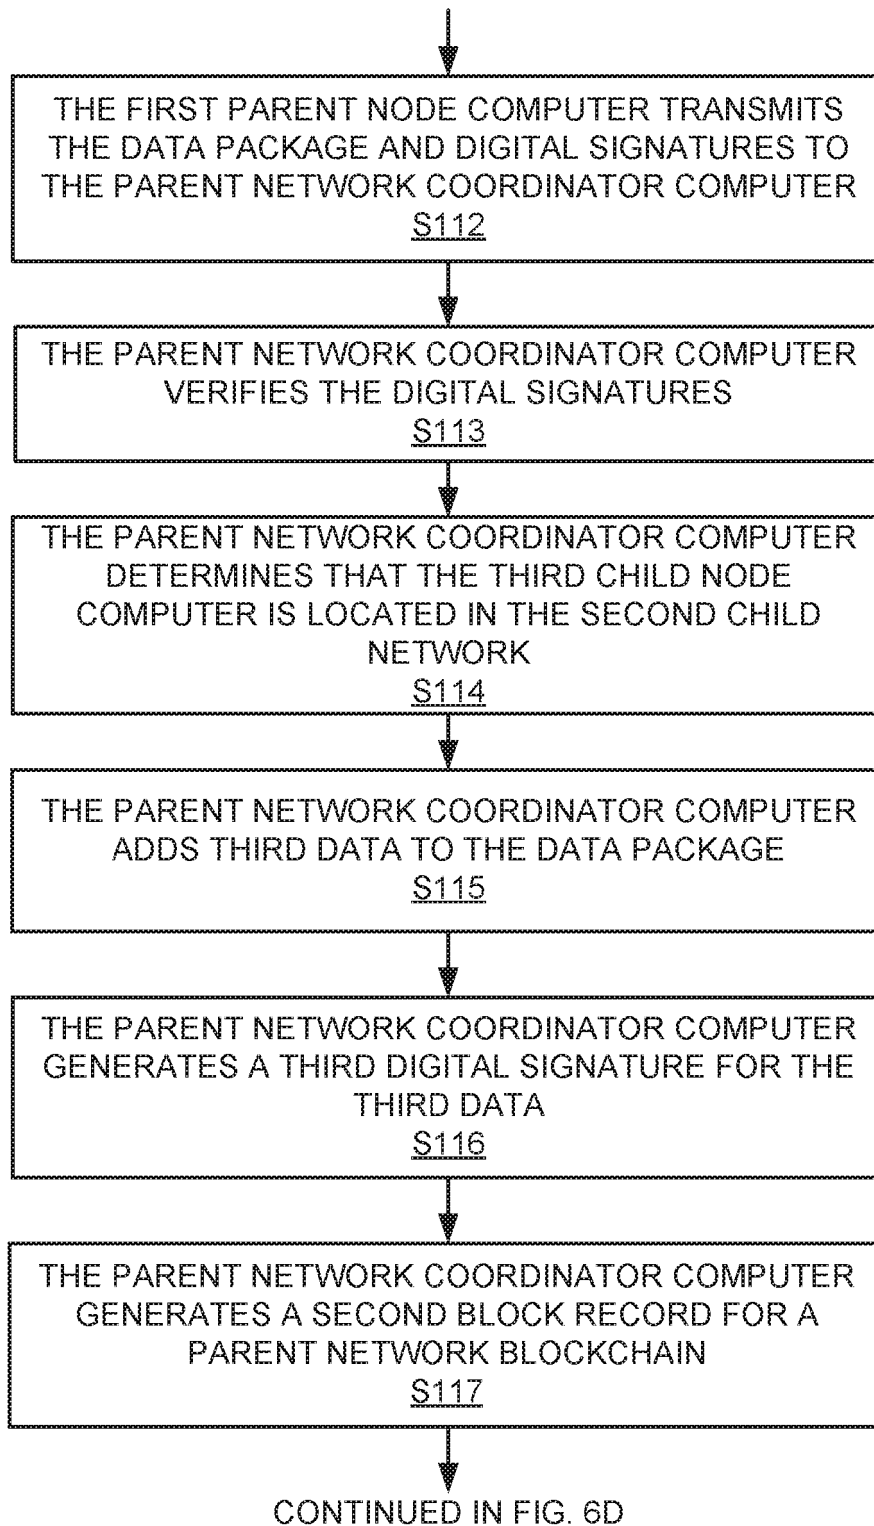 THE FIRST PARENT NODE COMPUTER TRANSMITS
THE DATA PACKAGE AND DIGITAL SIGNATURES TO
THE PARENT NETWORK COORDINATOR COMPUTER
S112
THE PARENT NETWORK COORDINATOR COMPUTER
VERIFIES THE DIGITAL SIGNATURES
S113
THE PARENT NETWORK COORDINATOR COMPUTER
DETERMINES THAT THE THIRD CHILD NODE
COMPUTER IS LOCATED IN THE SECOND CHILD
NETWORK
S114
THE PARENT NETWORK COORDINATOR COMPUTER
ADDS THIRD DATA TO THE DATA PACKAGE
S115
THE PARENT NETWORK COORDINATOR COMPUTER
GENERATES A THIRD DIGITAL SIGNATURE FOR THE
THIRD DATA
S116
THE PARENT NETWORK COORDINATOR COMPUTER
GENERATES A SECOND BLOCK RECORD FOR A
PARENT NETWORK BLOCKCHAIN
S117
CONTINUED IN FIG. 6D